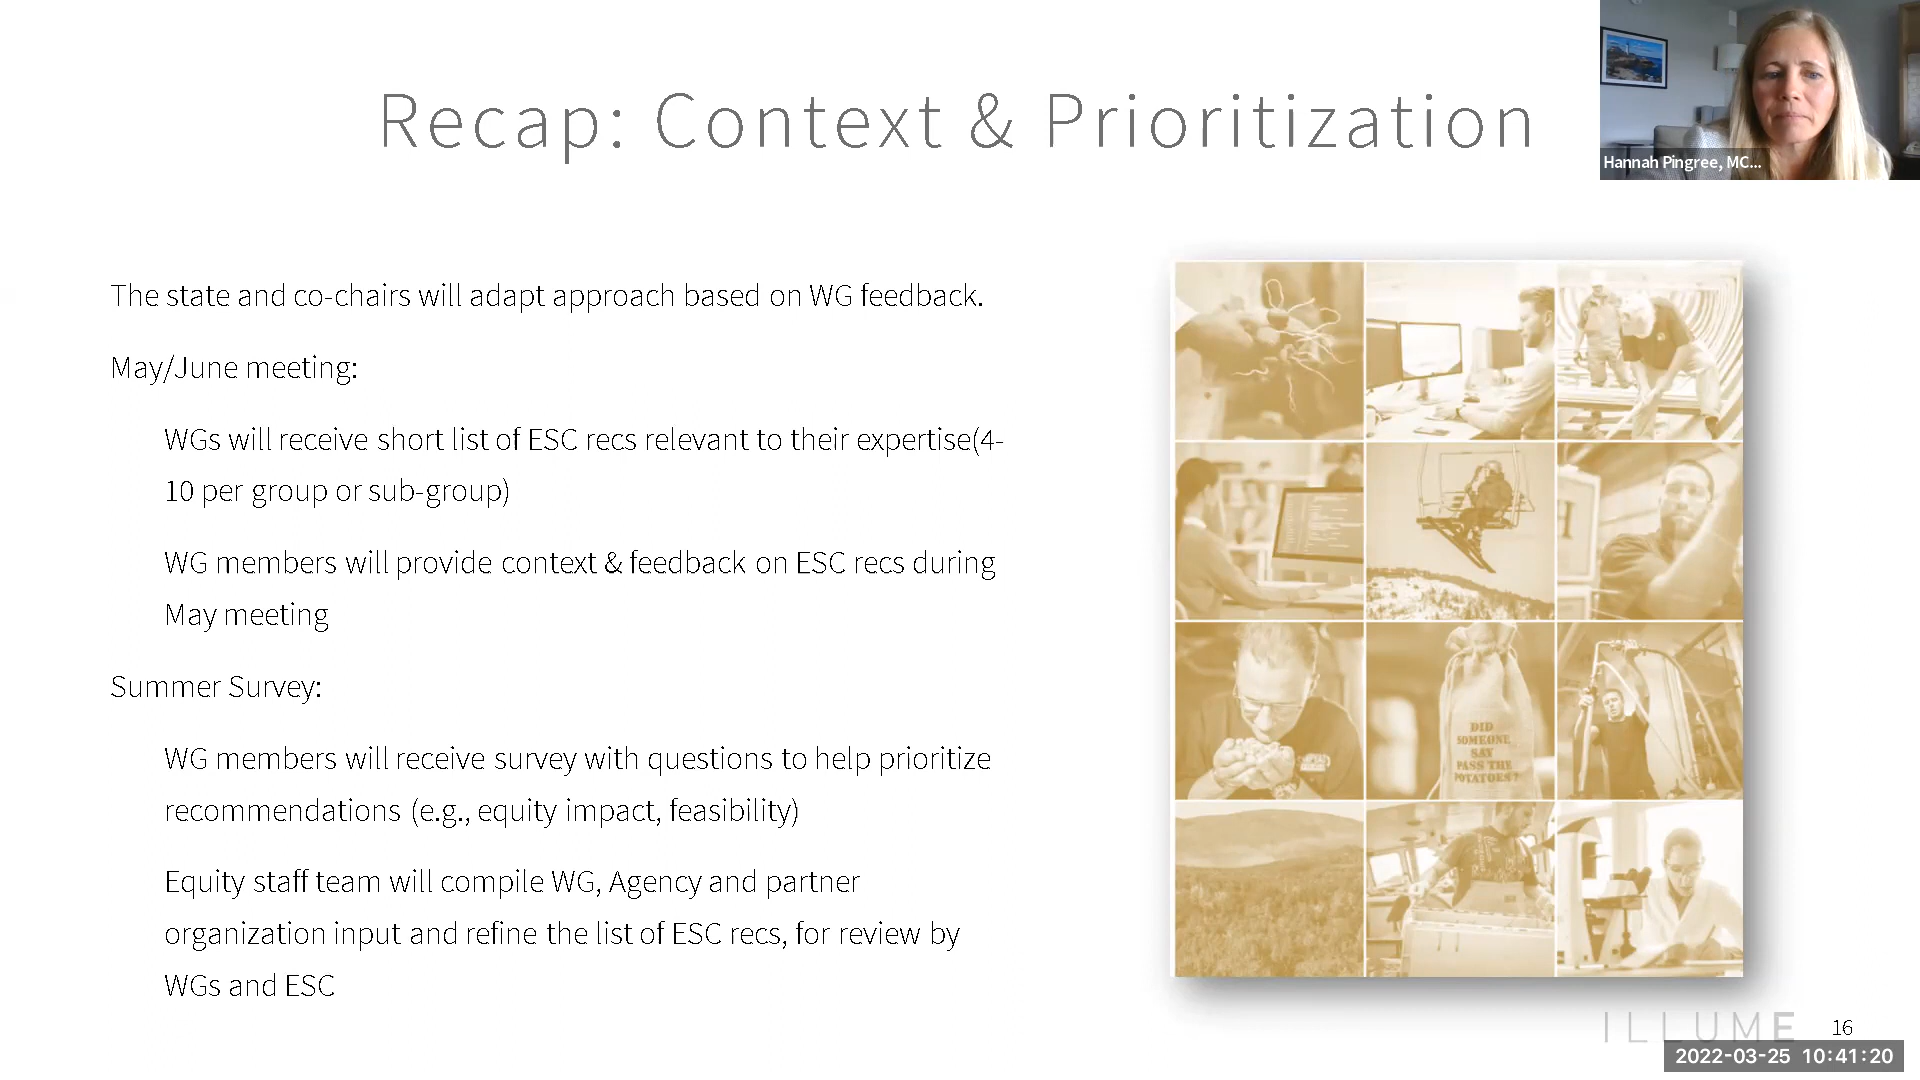 Recap: Context & Prioritization
Hannah Pingree, MC...
The state and co-chairs will adapt approach based on WG feedback.
May/June meeting:
WGs will receive short list of ESC recs relevant to their expertise(4-
10 per group or sub-group)
WG members will provide context & feedback on ESC recs during
May meeting
Summer Survey:
WG members will receive survey with questions to help prioritize
recommendations (e.g., equity impact, feasibility)
Equity staff team will compile WG, Agency and partner
organization input and refine the list of ESC recs, for review by
WGs and ESC
DID
SOMEONE
SAY
PASS THE
POTATOES?
ILLUME
16
2022-03-25 10:41:20